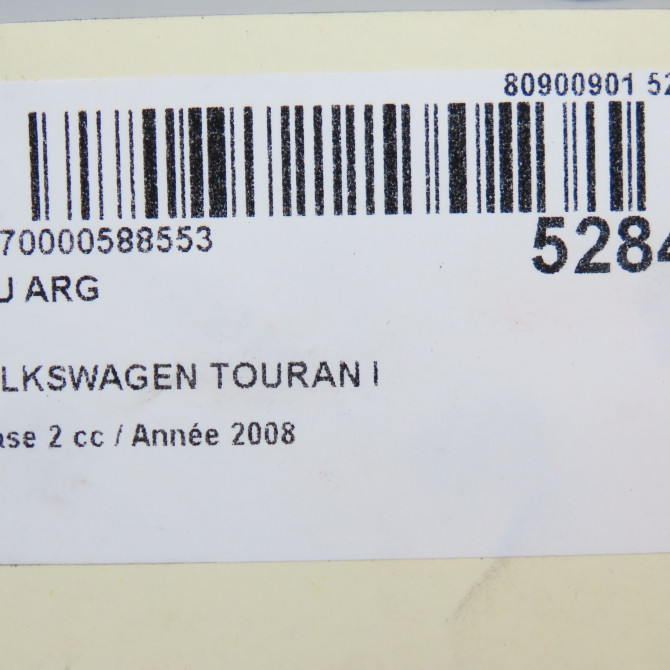 80900901 52
70000588553
5284
U ARG
LKSWAGEN TOURAN I
ase 2 cc / Année 2008